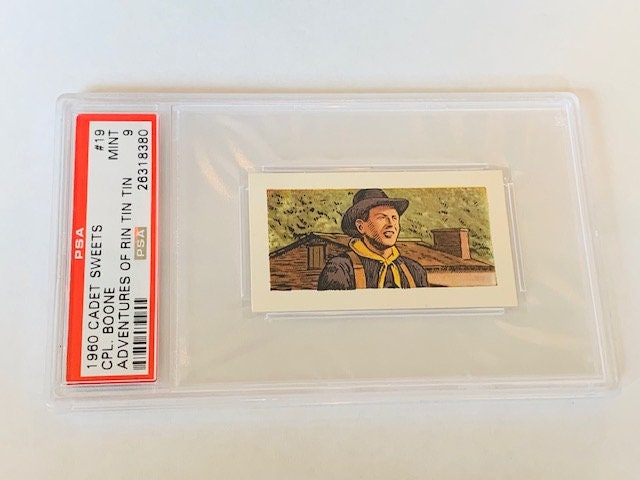 PSA
1960 CADET SWEETS #19
CPL. BOONE MINT
ADVENTURES OF RIN TIN TIN 9
PSA 26318380